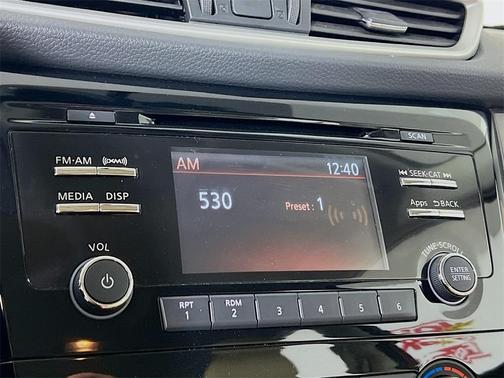 SCAN
FM·AM
(xm)
AM
12:40
SEEK·CAT
MEDIA
DISP
530
Preset : 1
Apps
BACK
VOL
TUNE·SCROLL
ENTER
SETTING
RPT
1
RDM
2
3
4
5
6